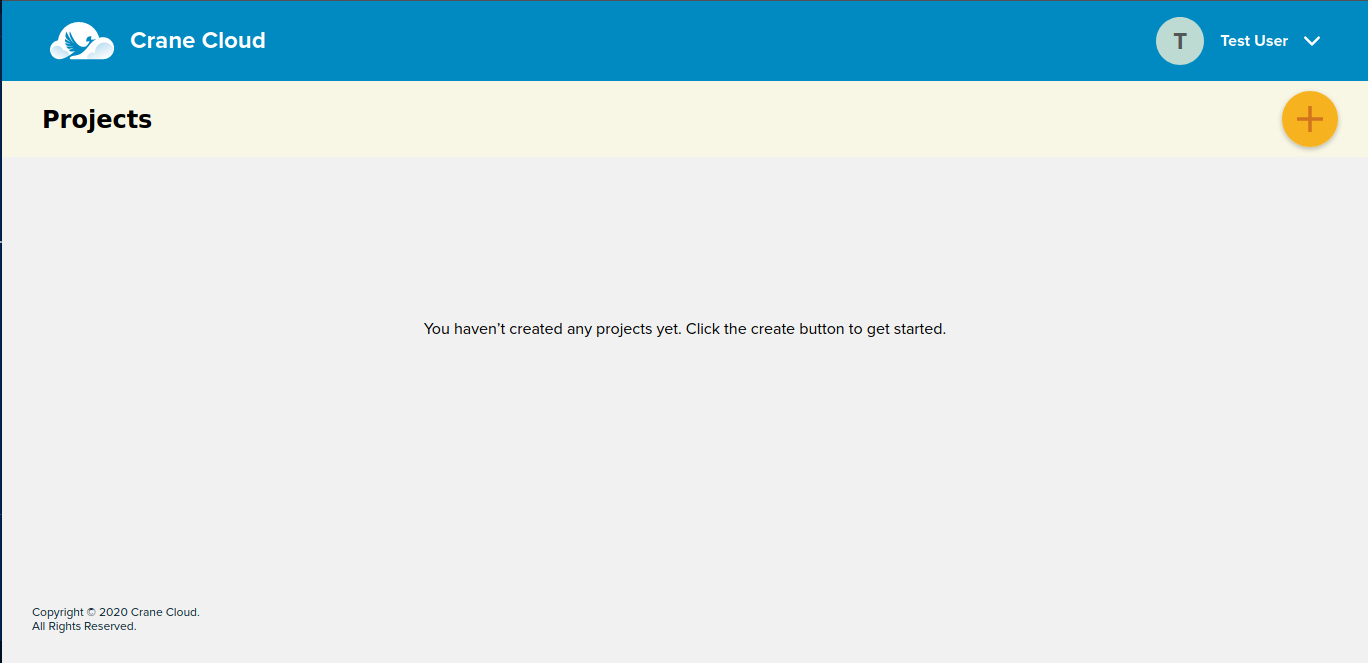 Crane Cloud
T
Test User
Projects
You haven’t created any projects yet. Click the create button to get started.
Copyright © 2020 Crane Cloud.
All Rights Reserved.